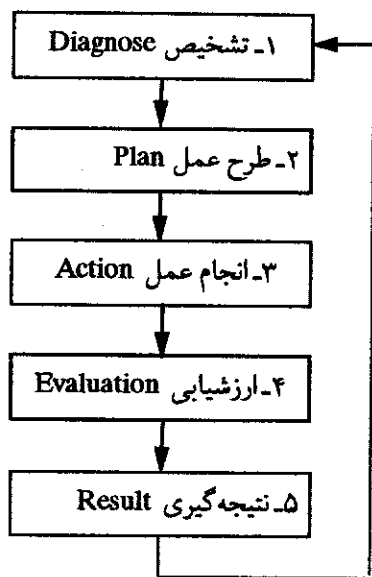 ۱ـ تشخیص Diagnose
۲ـ طرح عمل Plan
۳ـ انجام عمل Action
۴ـ ارزشیابی Evaluation
۵ـ نتیجه‌گیری Result